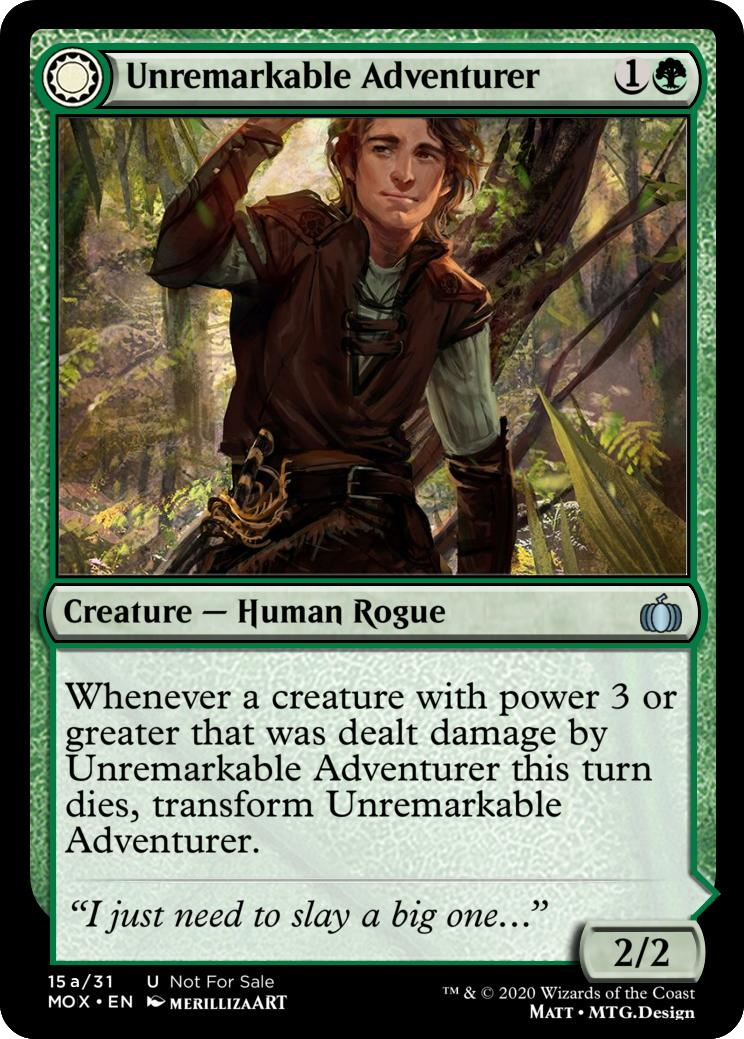 Unremarkable Adventurer 1
Creature — Human Rogue
Whenever a creature with power 3 or
greater that was dealt damage by
Unremarkable Adventurer this turn
dies, transform Unremarkable
Adventurer.
“I just need to slay a big one…”
2/2
15a/31 U Not For Sale
MOX • EN MERILLIZAART
™ & © 2020 Wizards of the Coast
Matt • MTG.Design